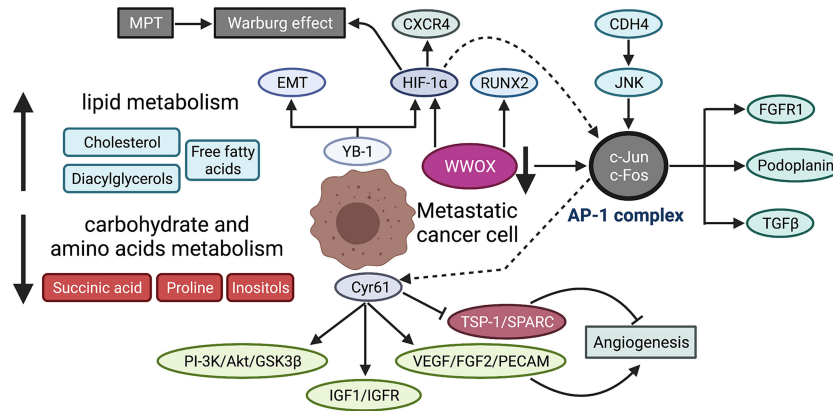 MPT
Warburg effect
CXCR4
CDH4
EMT
HIF-1α
RUNX2
JNK
lipid metabolism
Cholesterol
Free fatty
acids
Diacylglycerols
YB-1
WWOX
c-Jun
c-Fos
AP-1 complex
FGFR1
Podoplanin
TGFβ
carbohydrate and
amino acids metabolism
Succinic acid
Proline
Inositols
Metastatic
cancer cell
Cyr61
TSP-1/SPARC
Angiogenesis
PI-3K/Akt/GSK3β
VEGF/FGF2/PECAM
IGF1/IGFR